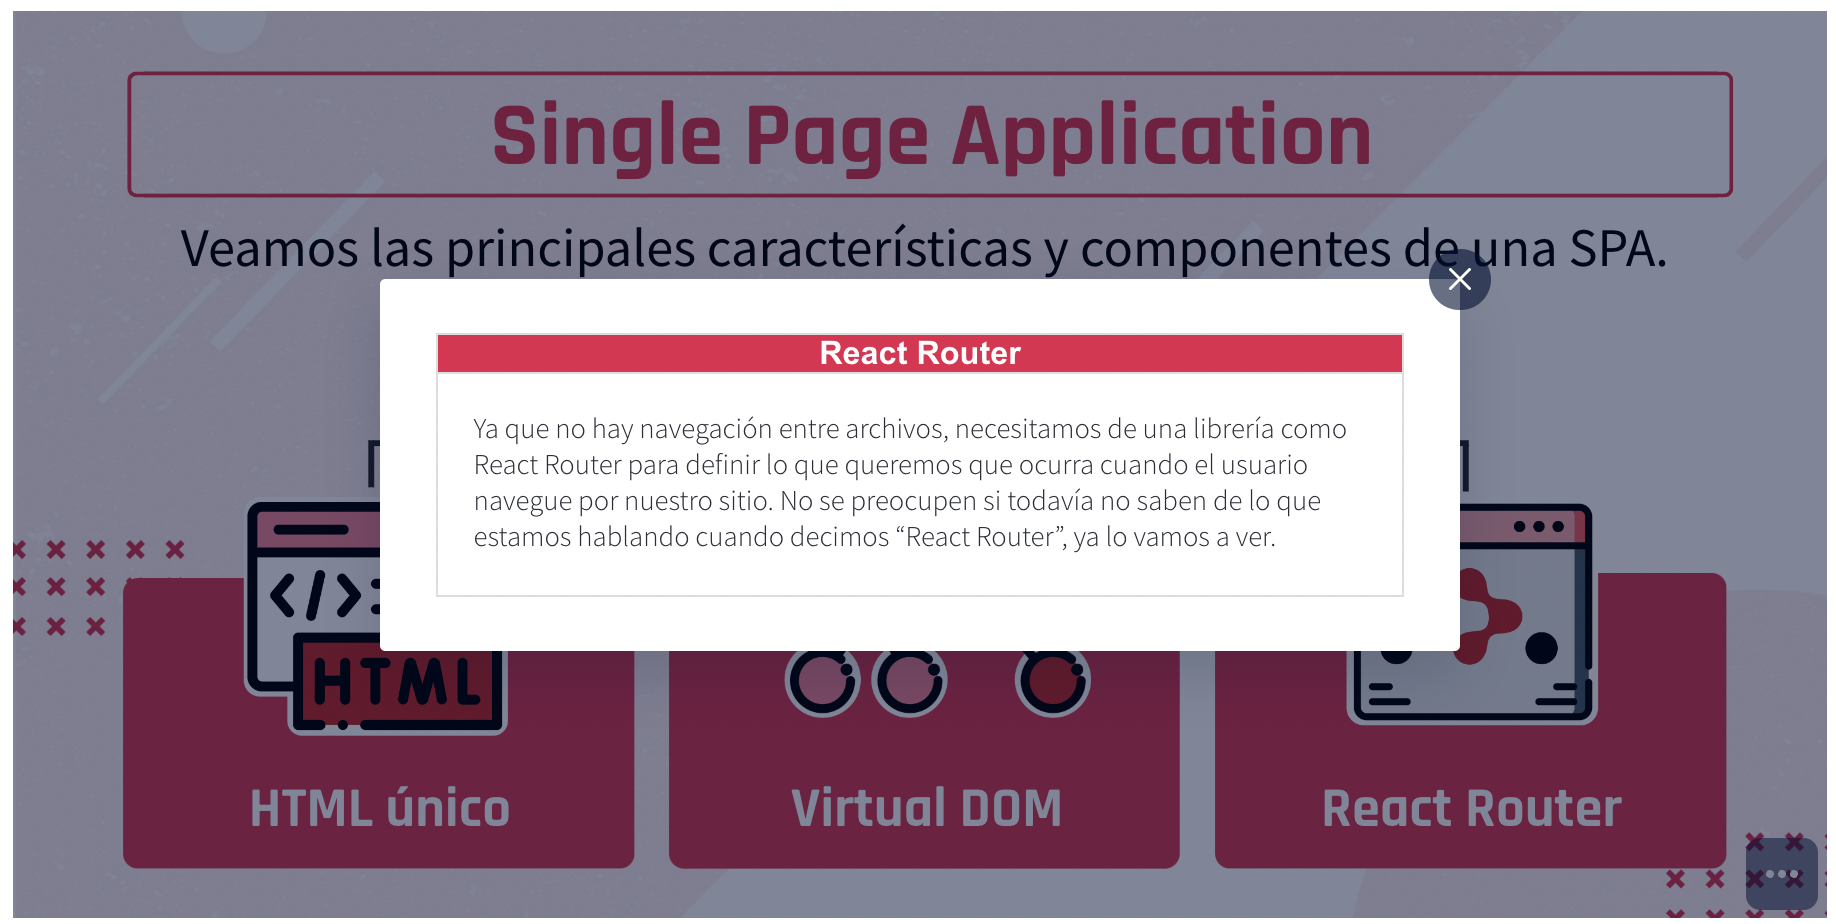 Single Page Application
Veamos las principales características y componentes de una SPA.
React Router
Ya que no hay navegación entre archivos, necesitamos de una librería como
React Router para definir lo que queremos que ocurra cuando el usuario
navegue por nuestro sitio. No se preocupen si todavía no saben de lo que
estamos hablando cuando decimos “React Router”, ya lo vamos a ver.
</>:
HTML
HTML único
Virtual DOM
React Router